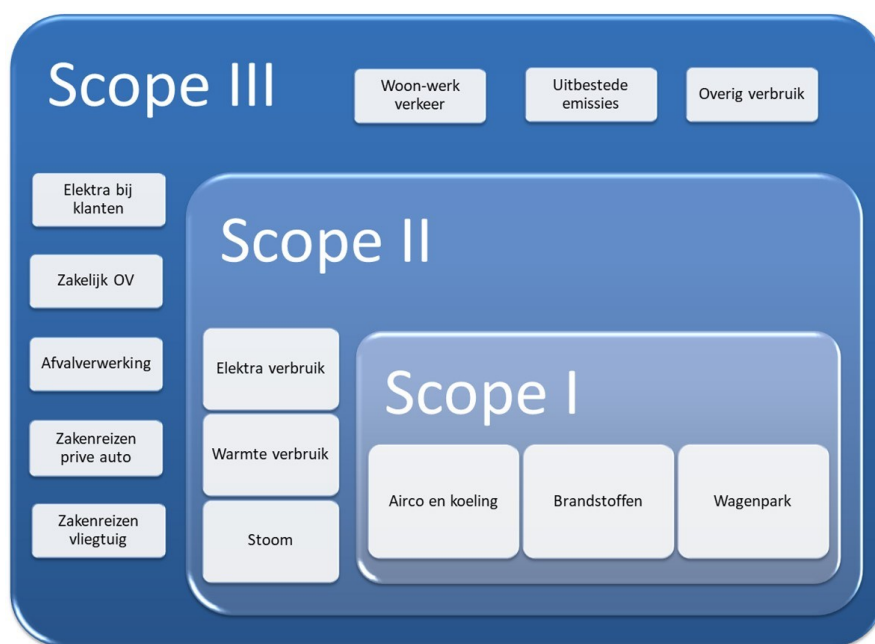 Scope III
Woon-werk
verkeer
Uitbestede
emissies
Overig verbruik
Elektra bij
klanten
Zakelijk OV
Afvalverwerking
Zakenreizen
prive auto
Zakenreizen
vliegtuig
Scope II
Elektra verbruik
Warmte verbruik
Stoom
Scope I
Airco en koeling
Brandstoffen
Wagenpark